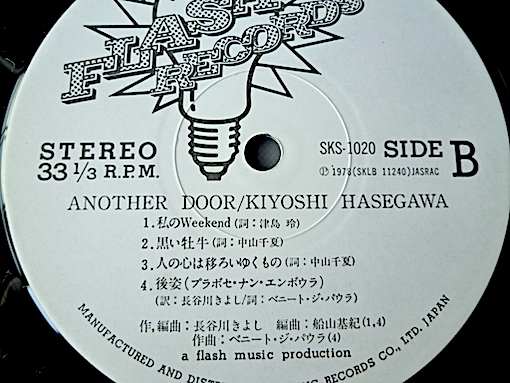 FLASH
RECORDS
STEREO
33 1/3 R.P.M.
SKS-1020 SIDE B
Ⓟ1978(SKLB 11240)JASRAC
ANOTHER DOOR/KIYOSHI HASEGAWA
1.私のWeekend(詞:津島 玲)
2.黒い牡牛(詞:中山千夏)
3.人の心は移ろいゆくもの(詞:中山千夏)
4.後姿(プラボセ・ナン・エンボウラ)
(訳:長谷川きよし/詞:ベニート・ジ・パウラ)
作,編曲:長谷川きよし 編曲:船山基紀(1,4)
作曲:ベニート・ジ・パウラ(4)
a flash music production
MANUFACTURED AND RECORDS CO., LTD. JAPAN